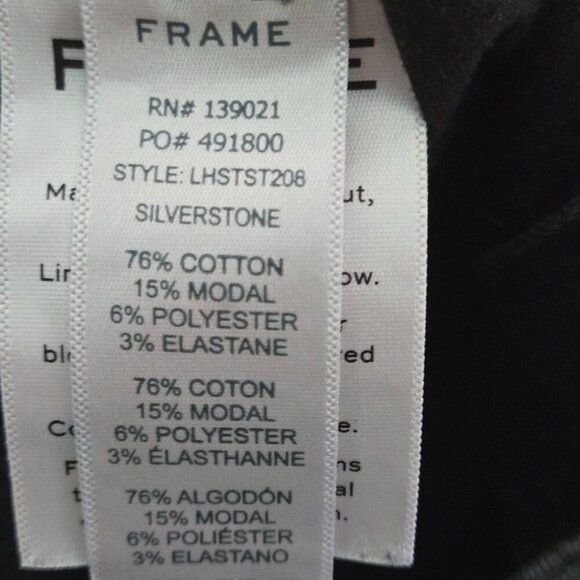 FRAME
RN# 139021
PO# 491800
STYLE: LHSTST208
SILVERSTONE
76% COTTON
15% MODAL
6% POLYESTER
3% ELASTANE
76% COTON
15% MODAL
6% POLYESTER
3% ÉLASTHANNE
76% ALGODÓN
15% MODAL
6% POLIÉSTER
3% ELASTANO